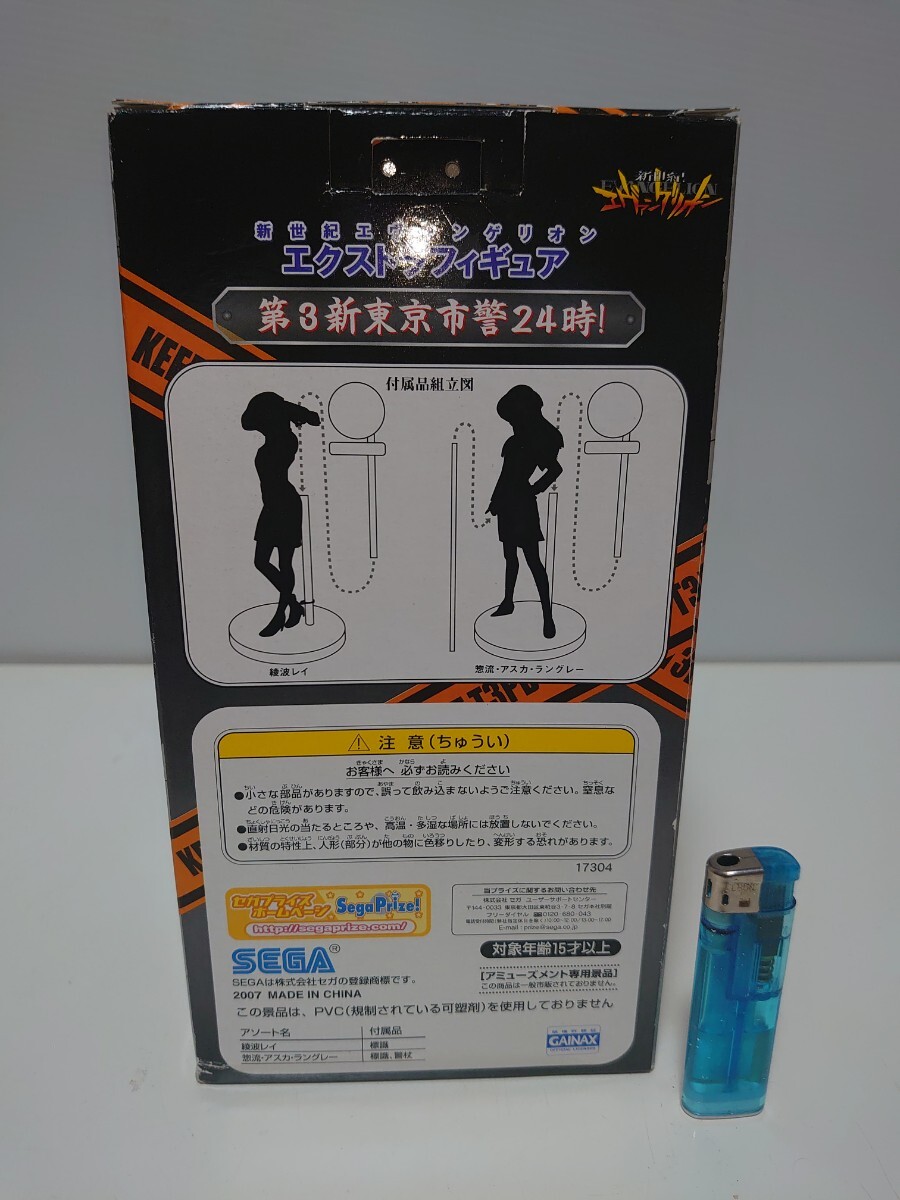 新世紀エヴァンゲリオン
エクストラフィギュア
第3新東京市警24時!
KEEP
付属品組立図
綾波レイ
惣流・アスカ・ラングレー
T3PD
注意(ちゅうい)
お客様へ 必ずお読みください
●小さな部品がありますので、誤って飲み込まないようご注意ください。窒息などの危険があります。
●直射日光の当たるところや、高温・多湿な場所には放置しないでください。
●材質の特性上、人形(部分)が他の物に色移りしたり、変形する恐れがあります。
17304
セガプライズ
ホームページ
SegaPrize!
http://segaprize.com/
当プライズに関するお問い合わせ先
株式会社 セガ ユーザーサポートセンター
フリーダイヤル 0120-680-043
E-mail:prize@sega.co.jp
SEGA®
SEGAは株式会社セガの登録商標です。
2007 MADE IN CHINA
対象年齢15才以上
[アミューズメント専用景品]
この商品は一般市販されておりません。
この景品は、PVC(規制されている可塑剤)を使用しておりません
アソート名 付属品
綾波レイ 標識
惣流・アスカ・ラングレー 標識、警杖
GAINAX